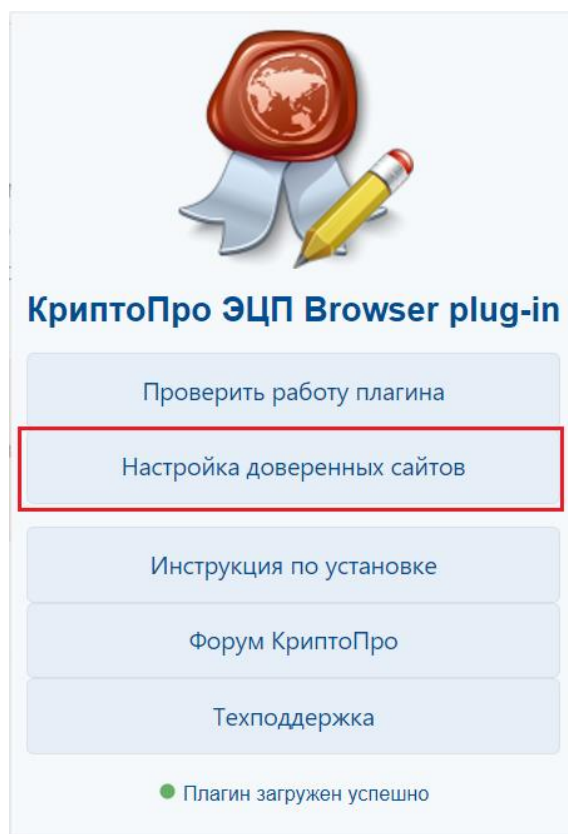 КриптоПро ЭЦП Browser plug-in
Проверить работу плагина
Настройка доверенных сайтов
Инструкция по установке
Форум КриптоПро
Техподдержка
Плагин загружен успешно